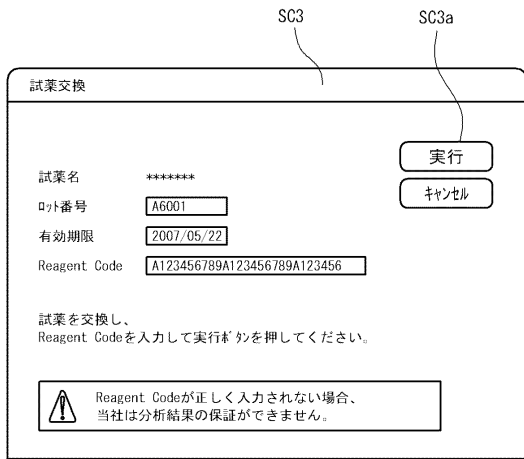 SC3 SC3a
試薬交換
実行
試薬名 *******
キャンセル
ロット番号 A6001
有効期限 2007/05/22
Reagent Code A123456789A123456789A123456
試薬を交換し、
Reagent Codeを入力して実行ボタンを押してください。
Reagent Codeが正しく入力されない場合、
当社は分析結果の保証ができません。